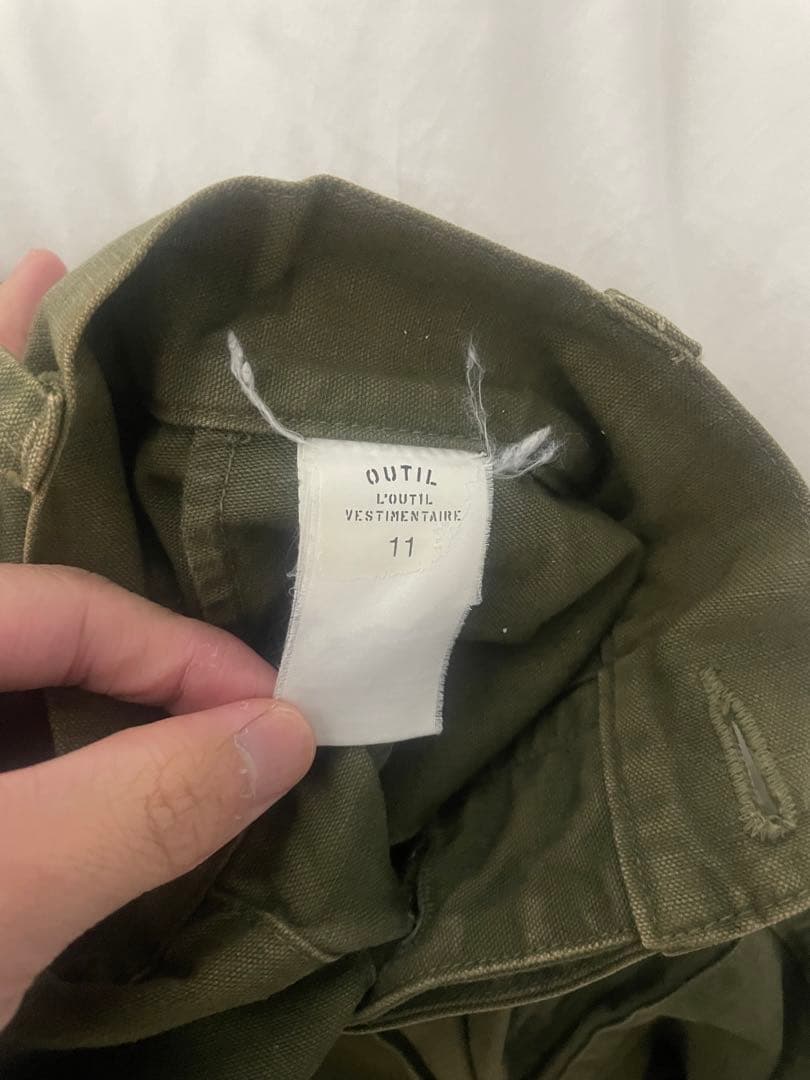 OUTIL
L'OUTIL
VESTIMENTAIRE
11